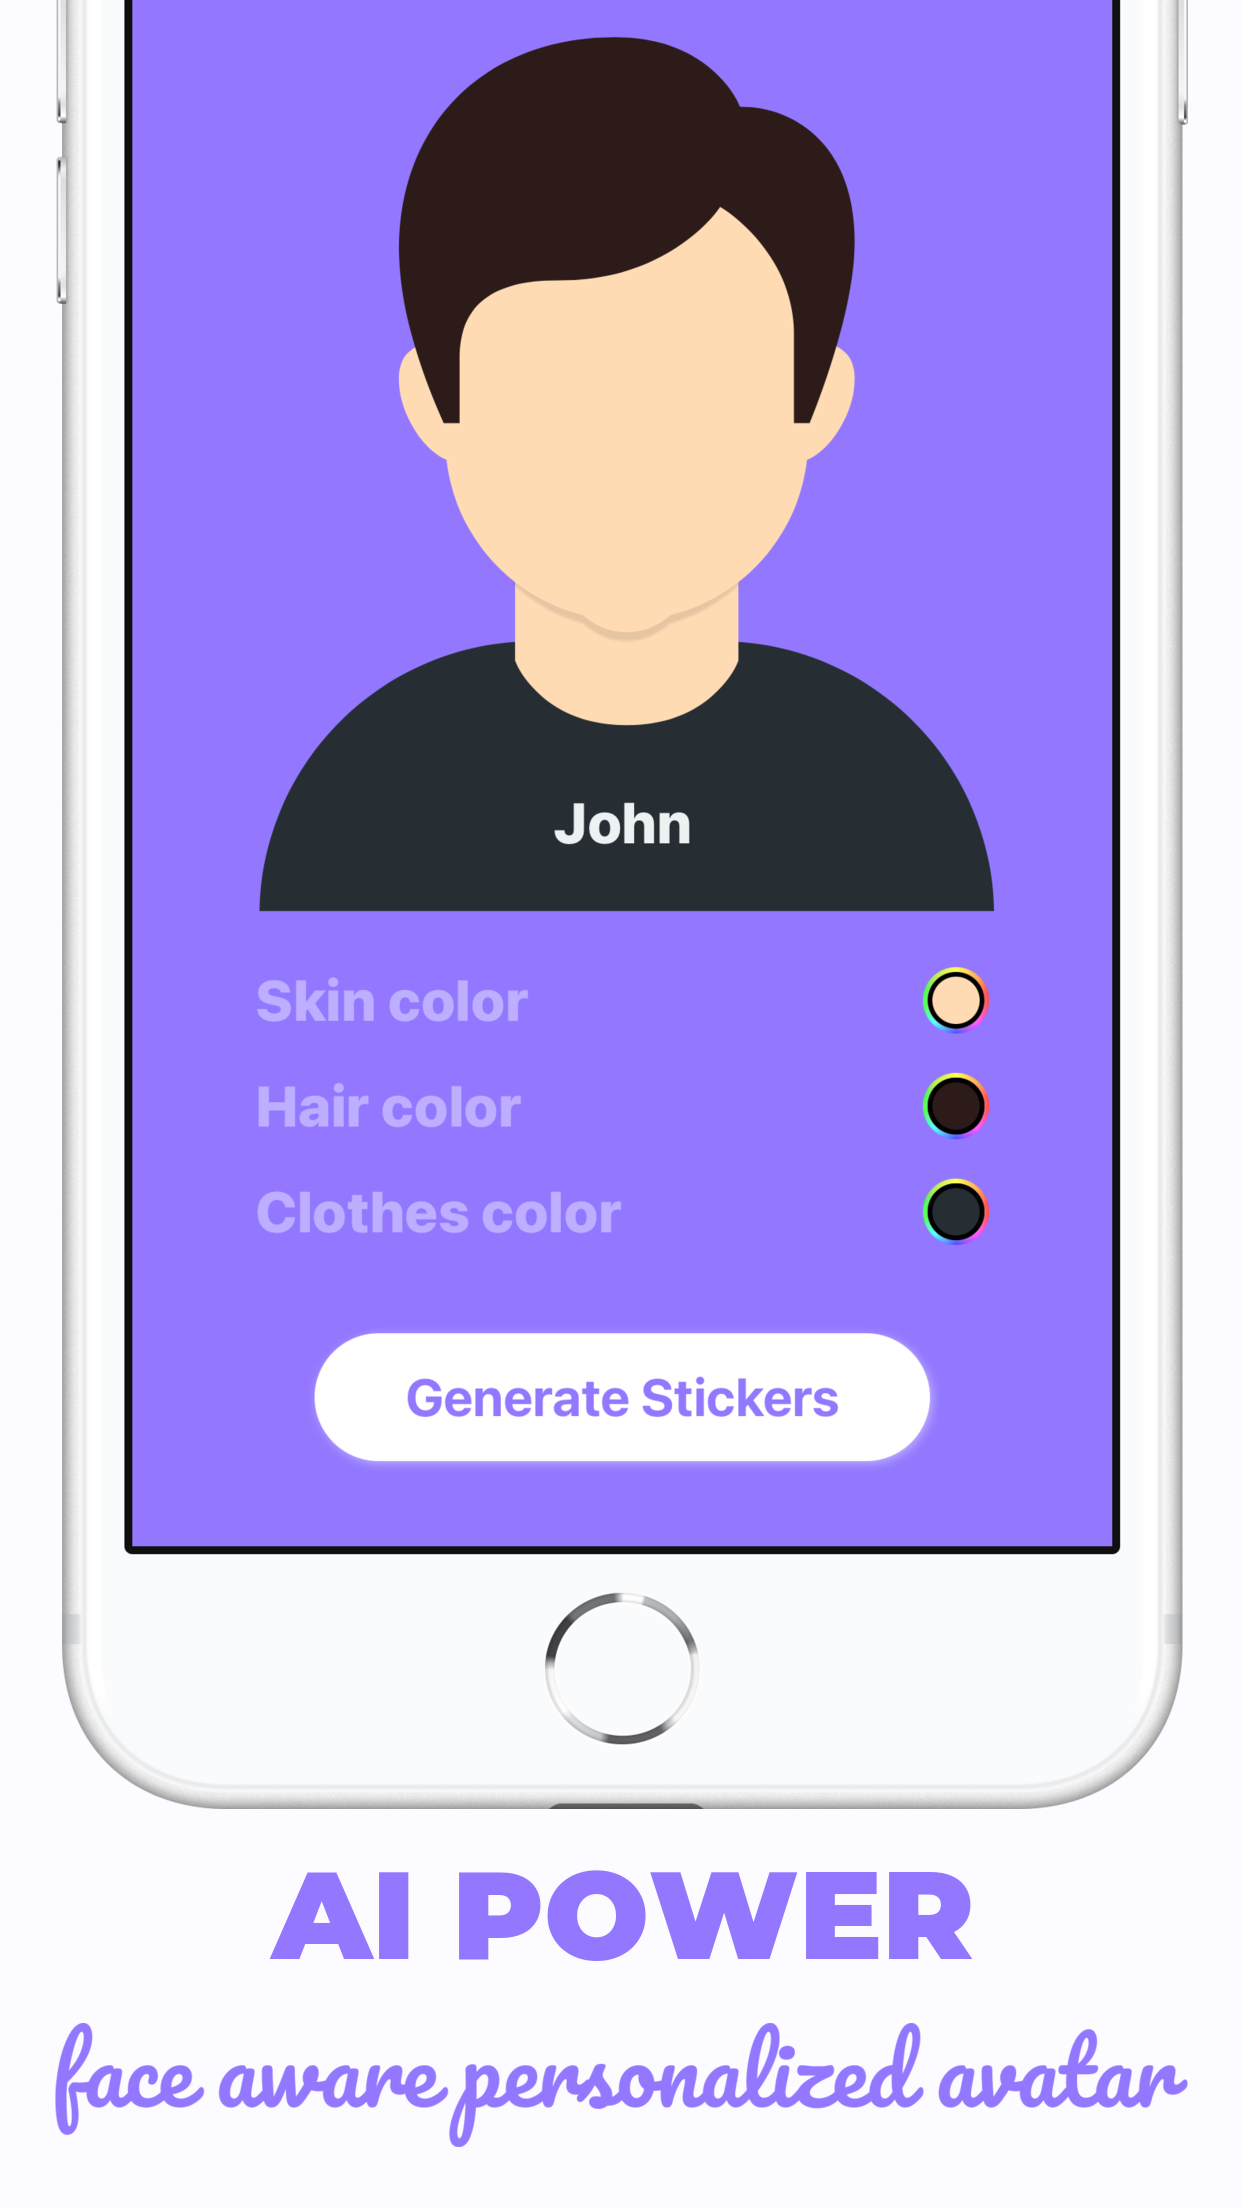 John
Skin color
Hair color
Clothes color
Generate Stickers
AI POWER
face aware personalized avatar